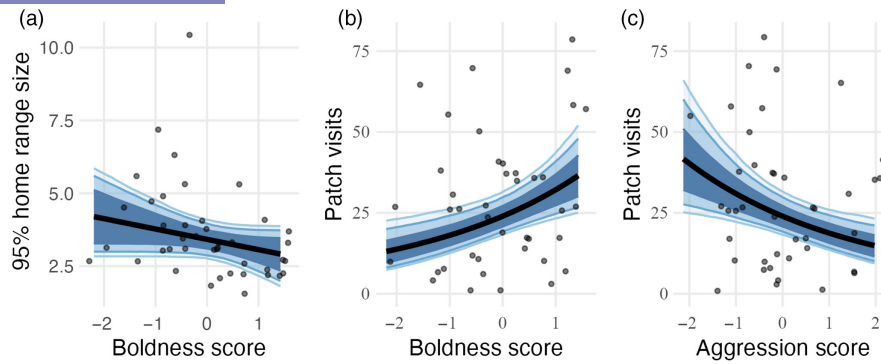 (a)
95% home range size
10.0
7.5
5.0
2.5
−2 −1 0 1
Boldness score
(b)
Patch visits
75
50
25
0
−2 −1 0 1
Boldness score
(c)
Patch visits
75
50
25
0
−2 −1 0 1 2
Aggression score